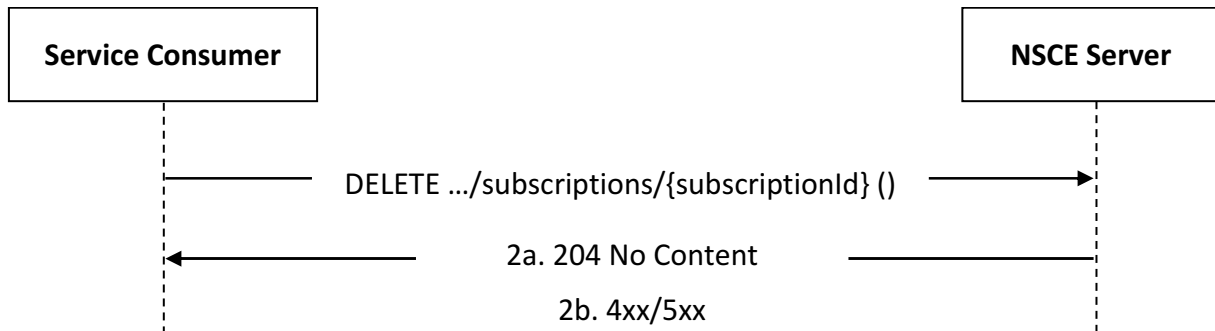 Service Consumer
NSCE Server
DELETE .../subscriptions/{subscriptionId} ()
2a. 204 No Content
2b. 4xx/5xx